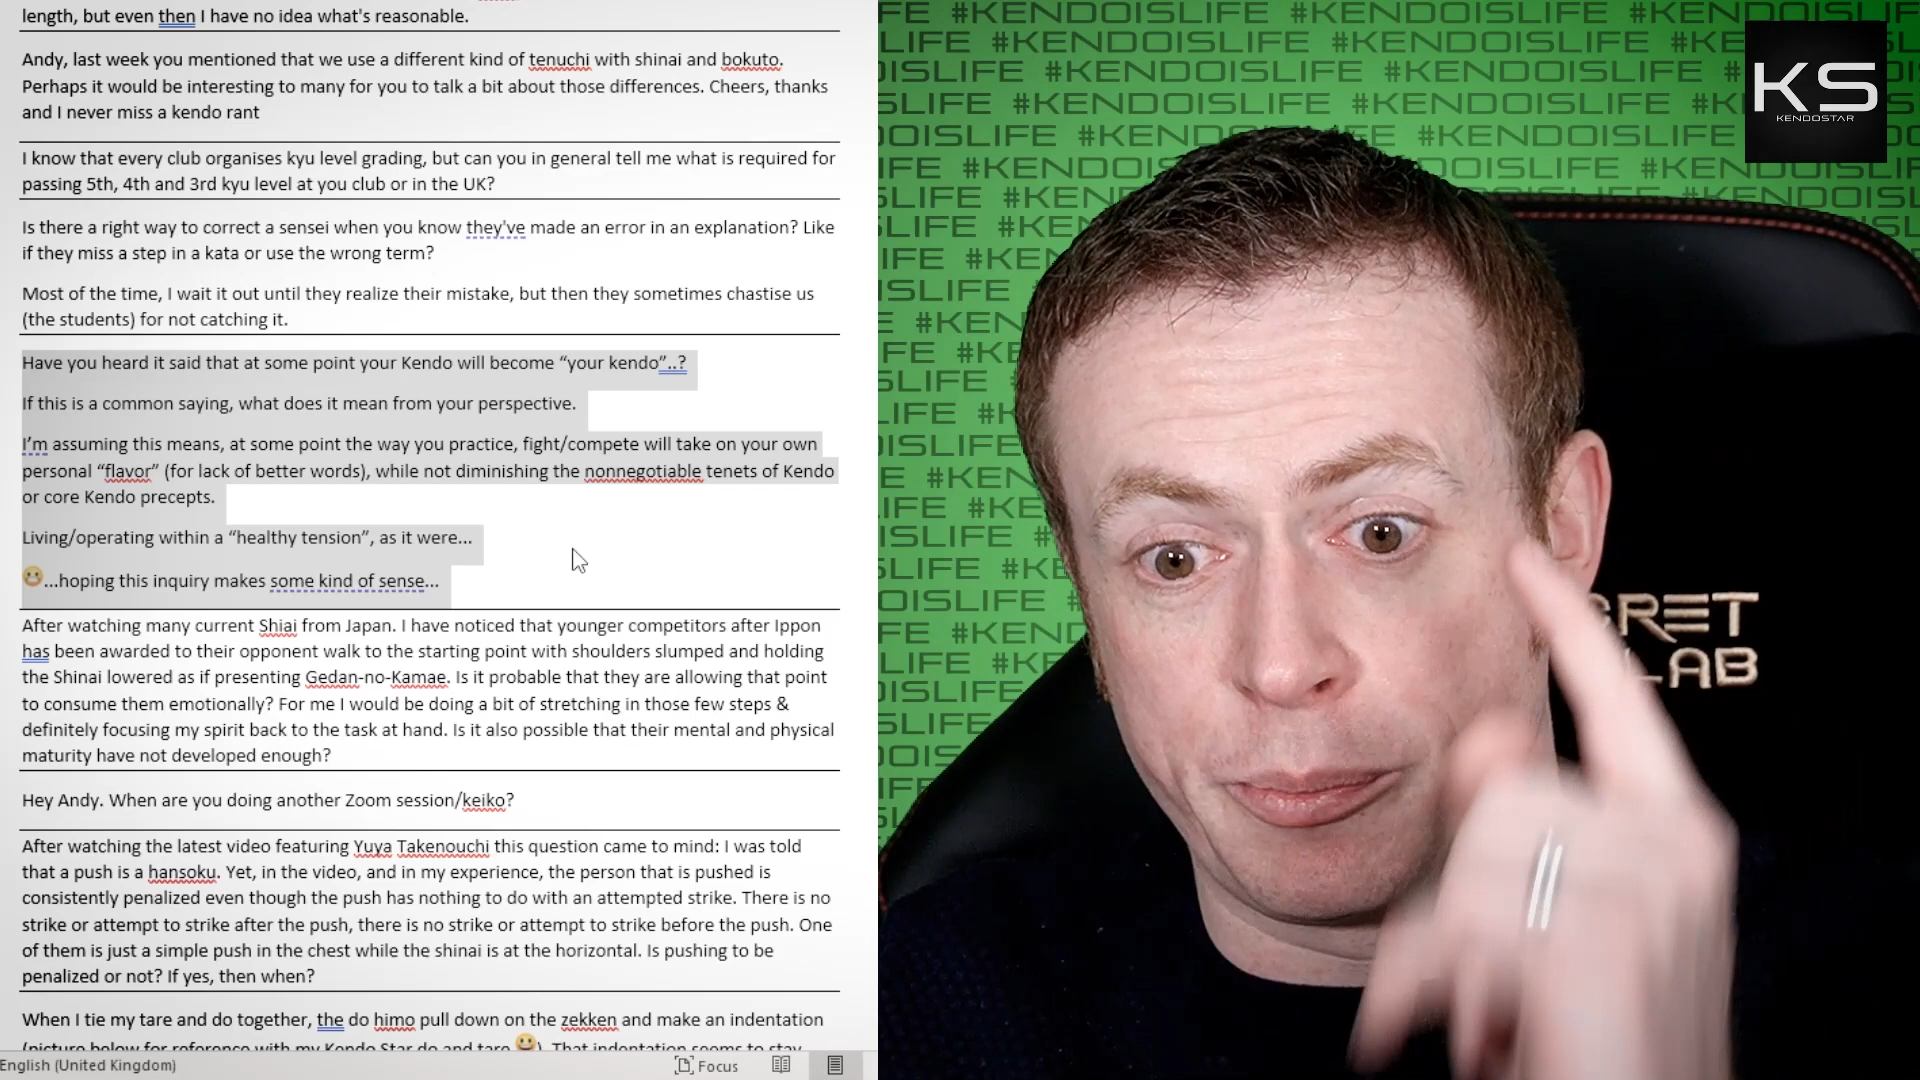 length, but even then I have no idea what's reasonable.
Andy, last week you mentioned that we use a different kind of tenuchi with shinai and bokuto.
Perhaps it would be interesting to many for you to talk a bit about those differences. Cheers, thanks
and I never miss a kendo rant
I know that every club organises kyu level grading, but can you in general tell me what is required for
passing 5th, 4th and 3rd kyu level at you club or in the UK?
Is there a right way to correct a sensei when you know they've made an error in an explanation? Like
if they miss a step in a kata or use the wrong term?
Most of the time, I wait it out until they realize their mistake, but then they sometimes chastise us
(the students) for not catching it.
Have you heard it said that at some point your Kendo will become “your kendo”..?
If this is a common saying, what does it mean from your perspective.
I’m assuming this means, at some point the way you practice, fight/compete will take on your own
personal “flavor” (for lack of better words), while not diminishing the nonnegotiable tenets of Kendo
or core Kendo precepts.
Living/operating within a “healthy tension”, as it were...
😀...hoping this inquiry makes some kind of sense...
After watching many current Shiai from Japan. I have noticed that younger competitors after Ippon
has been awarded to their opponent walk to the starting point with shoulders slumped and holding
the Shinai lowered as if presenting Gedan-no-Kamae. Is it probable that they are allowing that point
to consume them emotionally? For me I would be doing a bit of stretching in those few steps &
definitely focusing my spirit back to the task at hand. Is it also possible that their mental and physical
maturity have not developed enough?
Hey Andy. When are you doing another Zoom session/keiko?
After watching the latest video featuring Yuya Takenouchi this question came to mind: I was told
that a push is a hansoku. Yet, in the video, and in my experience, the person that is pushed is
consistently penalized even though the push has nothing to do with an attempted strike. There is no
strike or attempt to strike after the push, there is no strike or attempt to strike before the push. One
of them is just a simple push in the chest while the shinai is at the horizontal. Is pushing to be
penalized or not? If yes, then when?
When I tie my tare and do together, the do himo pull down on the zekken and make an indentation
(picture below for reference with my Kendo Star do and tare 😀). That indentation seems to stay
English (United Kingdom)
Focus
#KENDOISLIFE #KENDOISLIFE #KENDOISLIFE
KS
KENDOSTAR
CRET
LAB